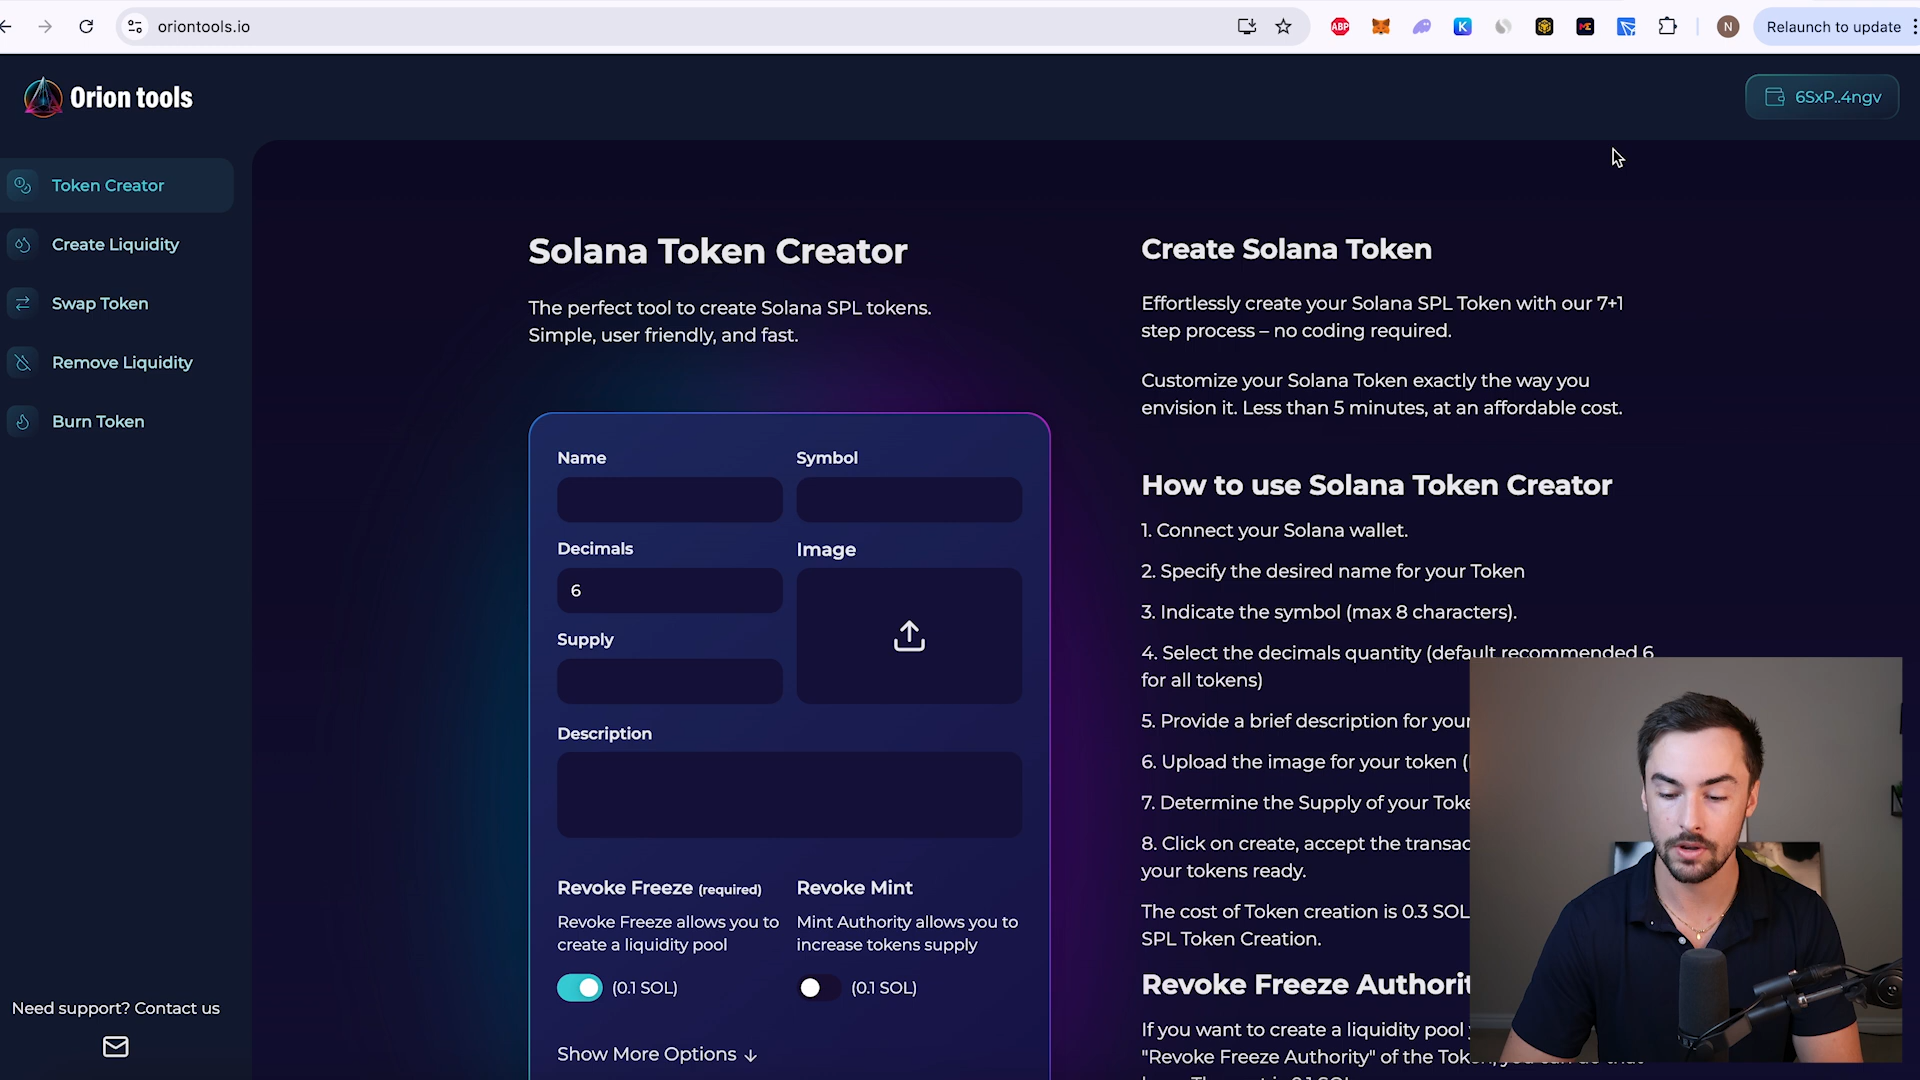 oriontools.io
ABP
K
N
Relaunch to update
Orion tools
6SxP..4ngv
Token Creator
Create Liquidity
Swap Token
Remove Liquidity
Burn Token
Need support? Contact us
Solana Token Creator
The perfect tool to create Solana SPL tokens.
Simple, user friendly, and fast.
Name
Symbol
Decimals
Image
6
Supply
Description
Revoke Freeze (required)
Revoke Mint
Revoke Freeze allows you to
create a liquidity pool
Mint Authority allows you to
increase tokens supply
(0.1 SOL)
(0.1 SOL)
Show More Options ↓
Create Solana Token
Effortlessly create your Solana SPL Token with our 7+1
step process – no coding required.
Customize your Solana Token exactly the way you
envision it. Less than 5 minutes, at an affordable cost.
How to use Solana Token Creator
1. Connect your Solana wallet.
2. Specify the desired name for your Token
3. Indicate the symbol (max 8 characters).
4. Select the decimals quantity (default recommended 6
for all tokens)
5. Provide a brief description for your
6. Upload the image for your token (
7. Determine the Supply of your Toke
8. Click on create, accept the transac
your tokens ready.
The cost of Token creation is 0.3 SOL
SPL Token Creation.
Revoke Freeze Authorit
If you want to create a liquidity pool
"Revoke Freeze Authority" of the Token, you can do that